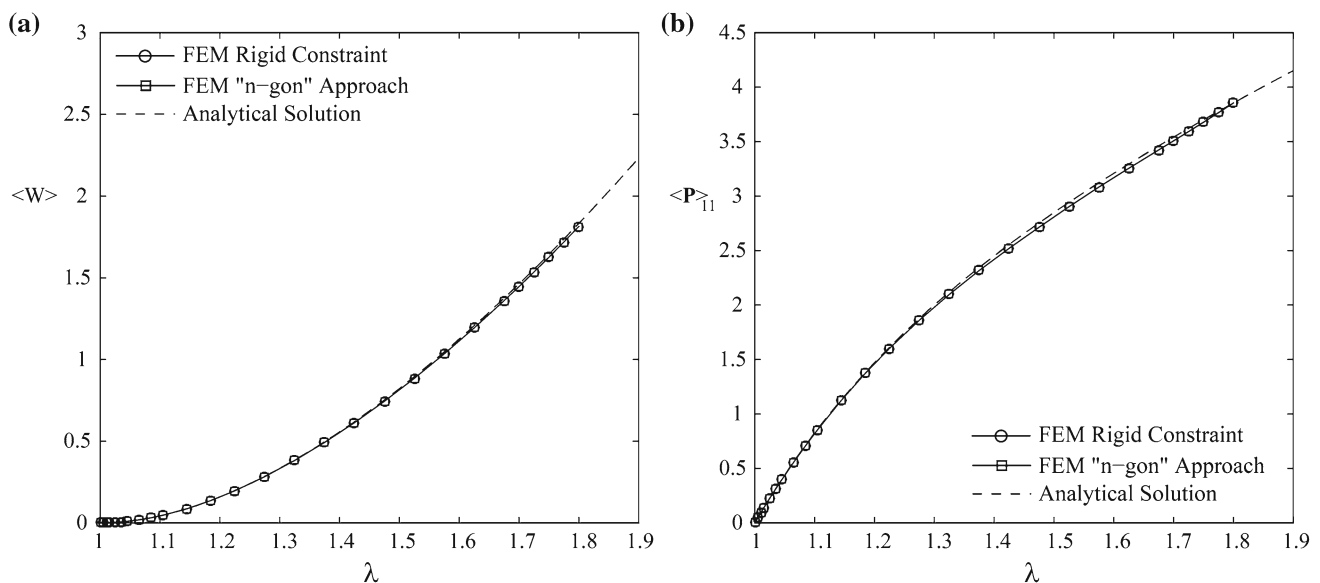 (a)
3
2.5
2
1.5
1
0.5
0
<W>
FEM Rigid Constraint
FEM "n−gon" Approach
Analytical Solution
1 1.1 1.2 1.3 1.4 1.5 1.6 1.7 1.8 1.9
λ
(b)
4.5
4
3.5
3
2.5
2
1.5
1
0.5
0
<P>11
FEM Rigid Constraint
FEM "n−gon" Approach
Analytical Solution
1 1.1 1.2 1.3 1.4 1.5 1.6 1.7 1.8 1.9
λ